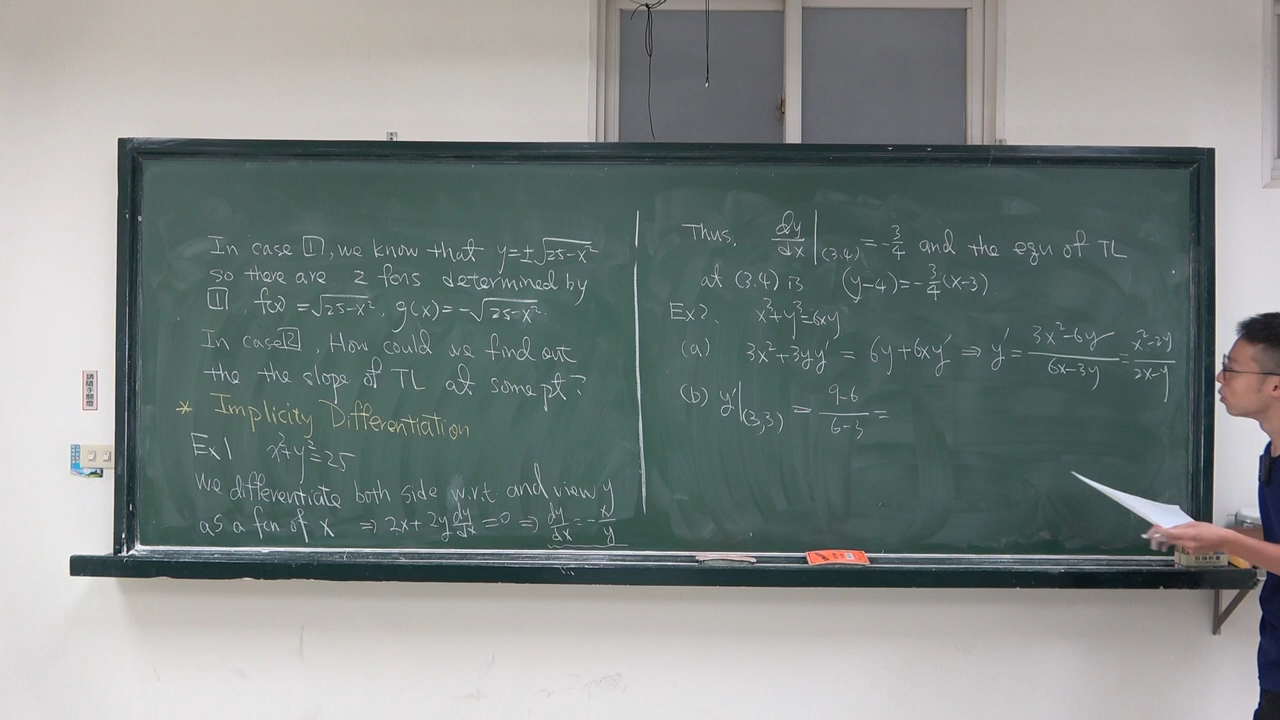 In case 1, we know that y=±√25-x²
so there are 2 fcns determined by
1 f(x) = √25-x², g(x) = -√25-x².
In case 2, How could we find out
the the slope of TL at some pt?
* Implicity Differentiation
Ex1 x²+y²=25
We differentiate both side w.r.t and view y
as a fcn of x ⇒ 2x+2y dy/dx = 0 ⇒ dy/dx = -x/y
Thus, dy/dx|(3,4) = -3/4 and the equ of TL
at (3,4) is (y-4) = -3/4(x-3)
Ex2. x³+y³=6xy
(a) 3x²+3yy' = 6y+6xy' ⇒ y' = 3x²-6y/6x-3y = x²-2y/2x-y
(b) y'|(3,3) = 9-6/6-3 =